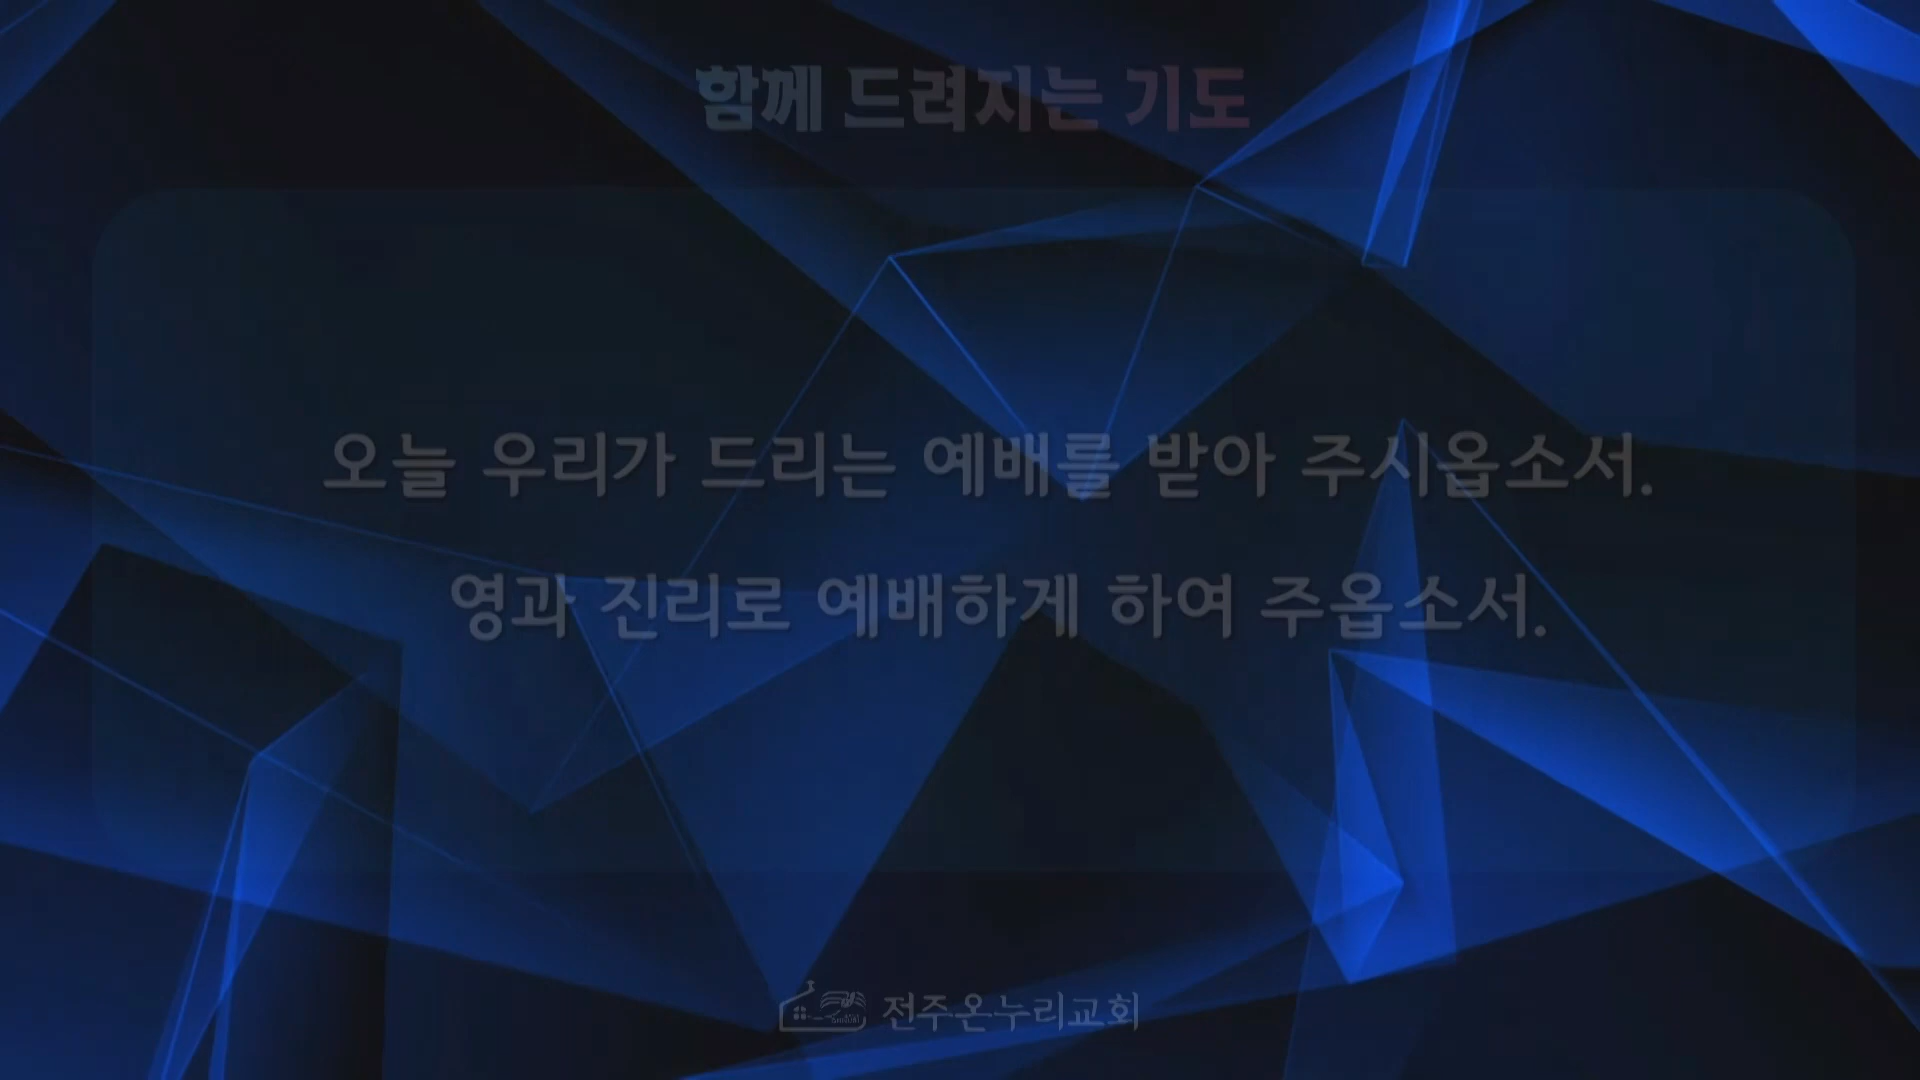 함께 드려지는 기도
오늘 우리가 드리는 예배를 받아 주시옵소서.
영과 진리로 예배하게 하여 주옵소서.
전주온누리교회